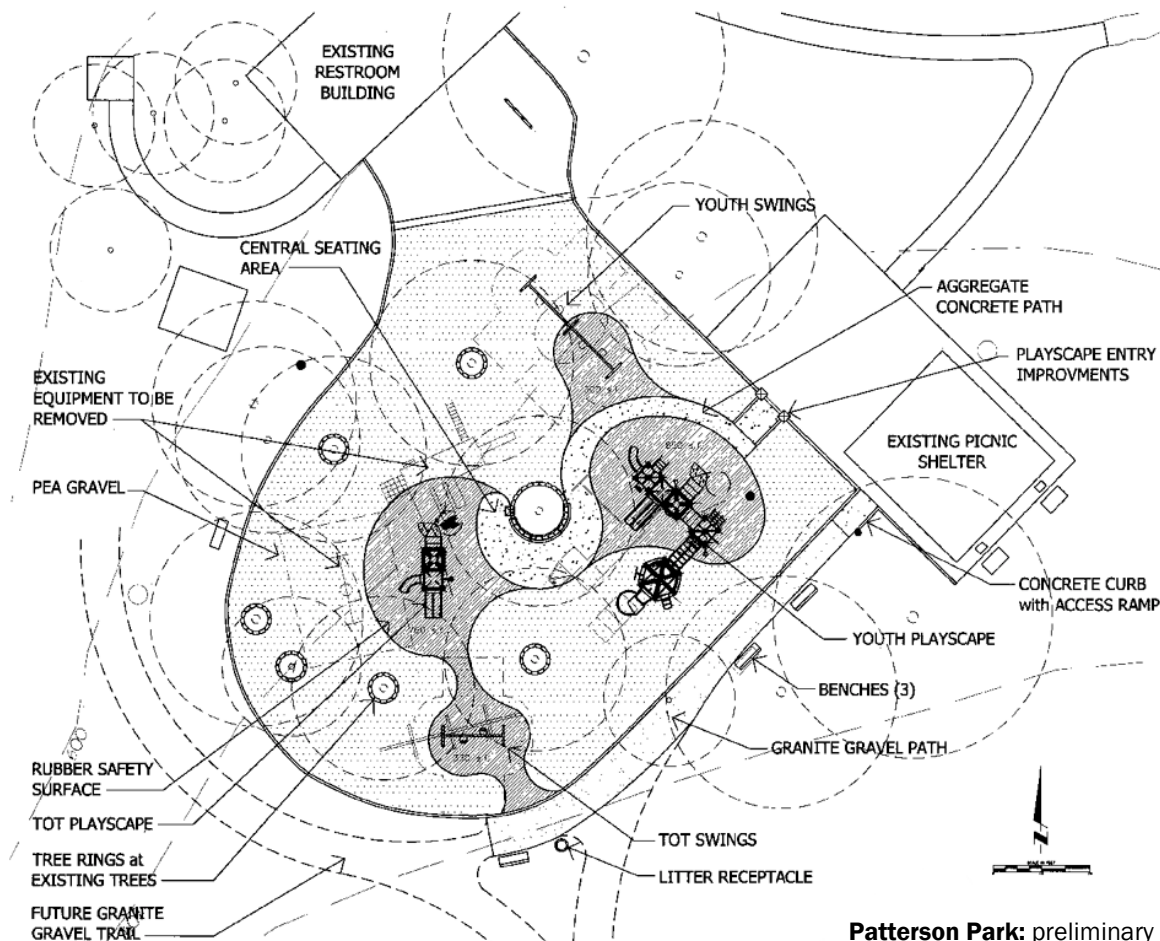 EXISTING
RESTROOM
BUILDING
YOUTH SWINGS
CENTRAL SEATING
AREA
AGGREGATE
CONCRETE PATH
PLAYSCAPE ENTRY
IMPROVMENTS
EXISTING
EQUIPMENT TO BE
REMOVED
EXISTING PICNIC
SHELTER
PEA GRAVEL
CONCRETE CURB
with ACCESS RAMP
YOUTH PLAYSCAPE
BENCHES (3)
GRANITE GRAVEL PATH
RUBBER SAFETY
SURFACE
TOT PLAYSCAPE
TOT SWINGS
TREE RINGS at
EXISTING TREES
LITTER RECEPTACLE
FUTURE GRANITE
GRAVEL TRAIL
Patterson Park: preliminary